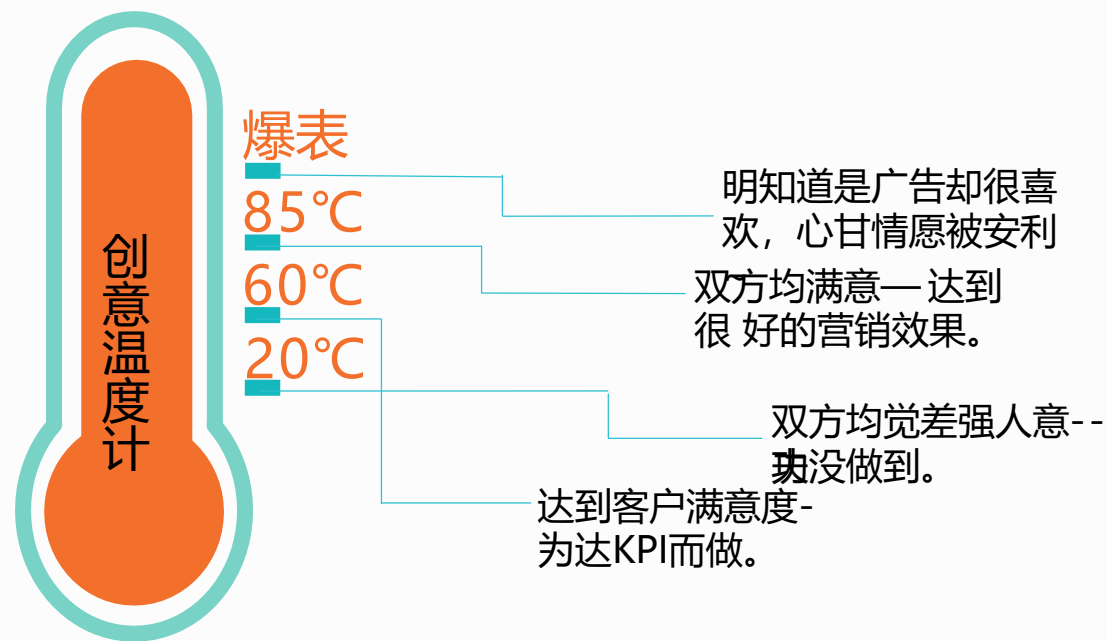 创意温度计
爆表
85℃
60℃
20℃
明知道是广告却很喜
欢，心甘情愿被安利
~
双方均满意— 达到
很 好的营销效果。
双方均觉差强人意--
没做到。
达到客户满意度-
为达KPI而做。